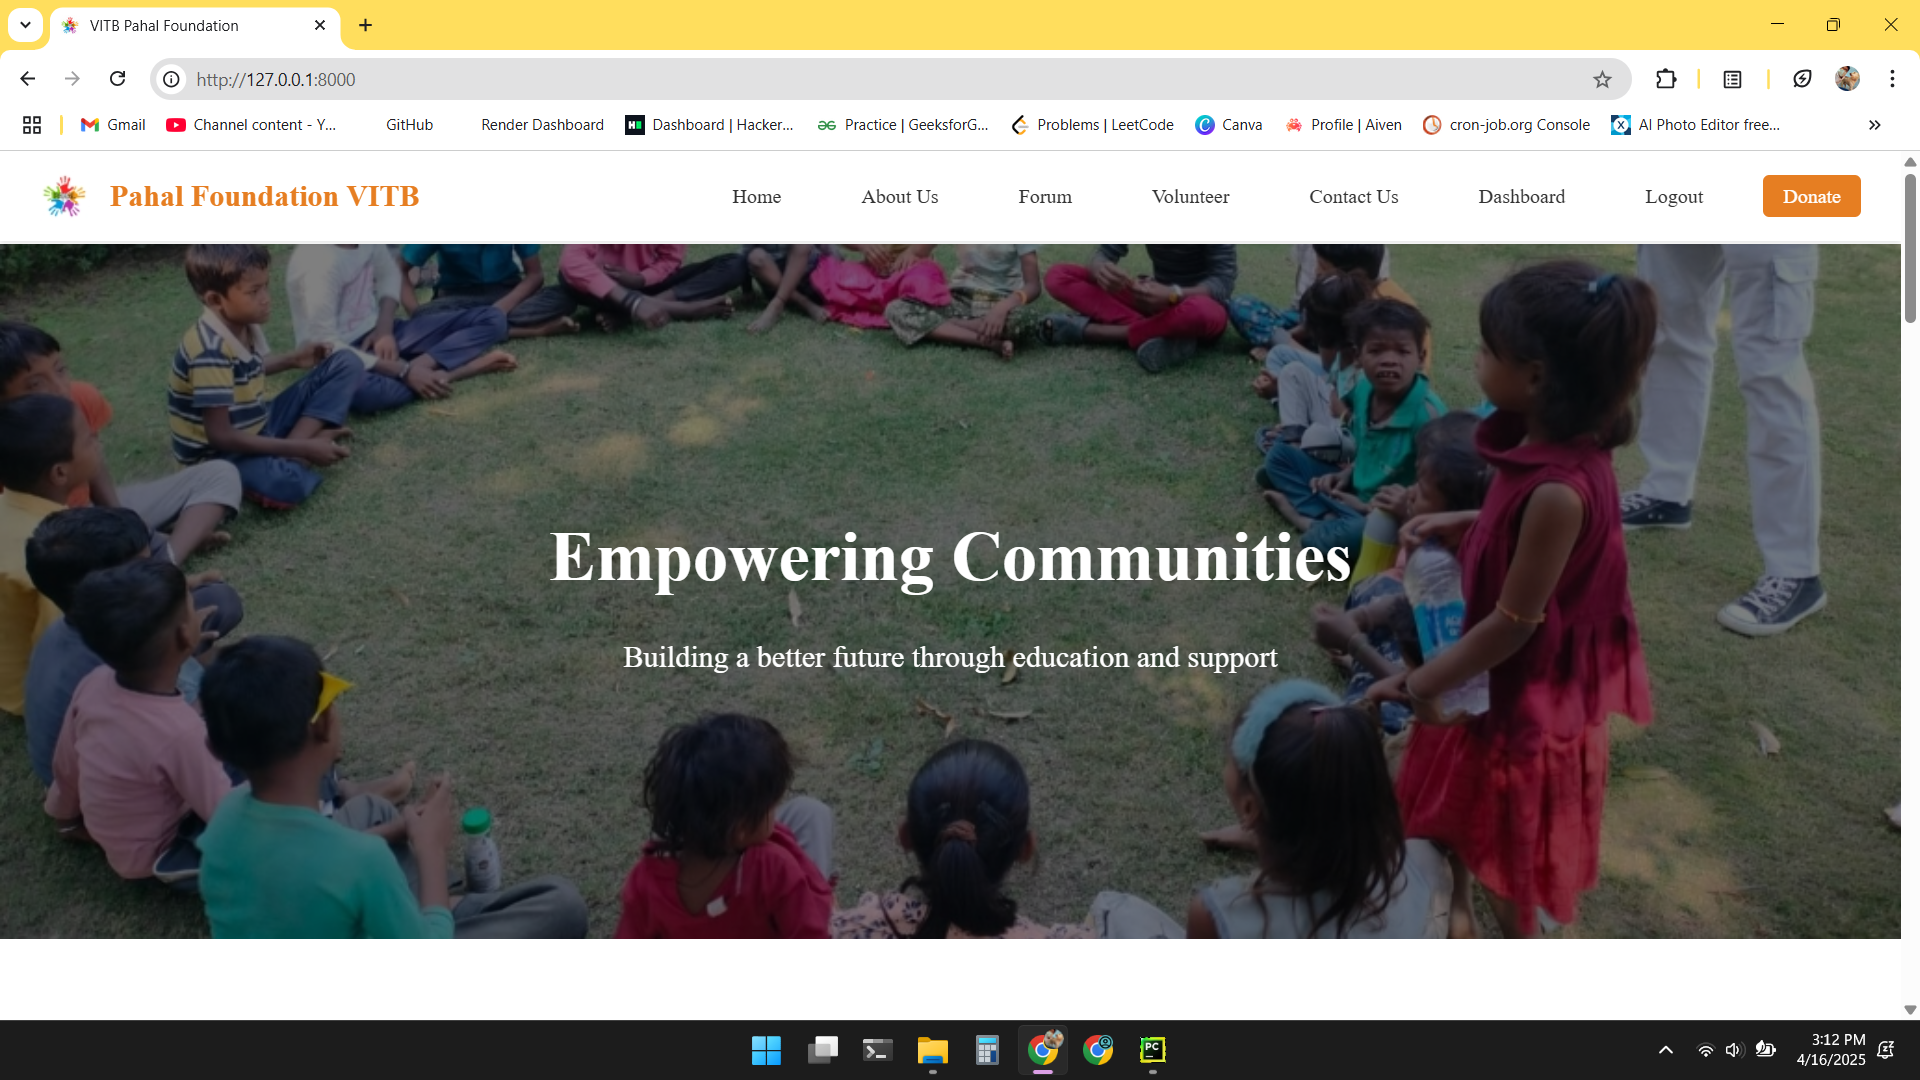 VITB Pahal Foundation
http://127.0.0.1:8000
Gmail
Channel content - Y...
GitHub
Render Dashboard
Dashboard | Hacker...
Practice | GeeksforG...
Problems | LeetCode
Canva
Profile | Aiven
cron-job.org Console
AI Photo Editor free...
Pahal Foundation VITB
Home
About Us
Forum
Volunteer
Contact Us
Dashboard
Logout
Donate
Empowering Communities
Building a better future through education and support
PC
3:12 PM
4/16/2025